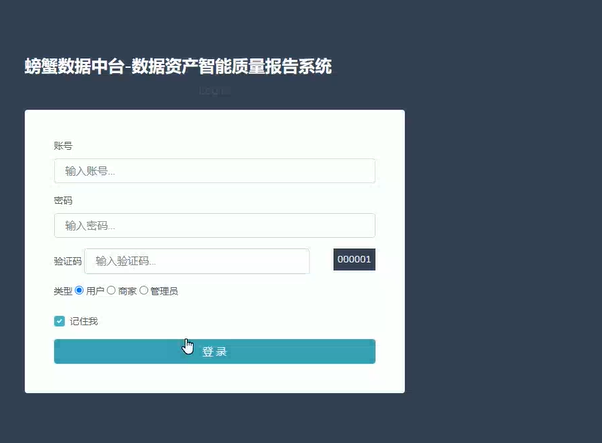 螃蟹数据中台-数据资产智能质量报告系统
账号
输入账号...
密码
输入密码...
验证码 输入验证码... 000001
类型 用户 商家 管理员
记住我
登 录